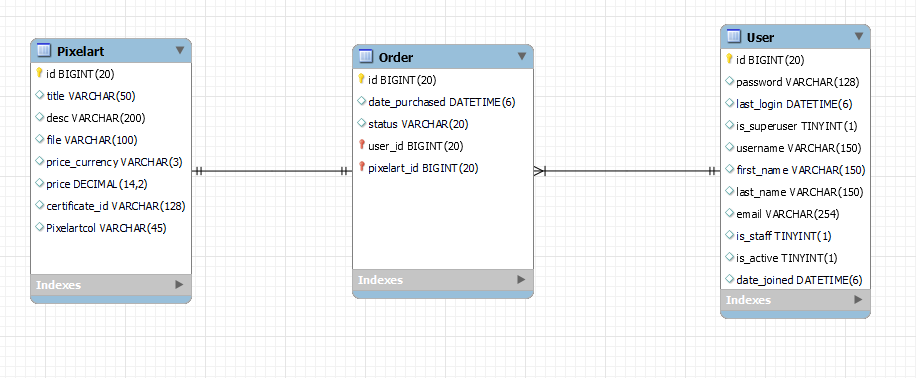 Pixelart
id BIGINT(20)
title VARCHAR(50)
desc VARCHAR(200)
file VARCHAR(100)
price_currency VARCHAR(3)
price DECIMAL(14,2)
certificate_id VARCHAR(128)
Pixelartcol VARCHAR(45)
Indexes
Order
id BIGINT(20)
date_purchased DATETIME(6)
status VARCHAR(20)
user_id BIGINT(20)
pixelart_id BIGINT(20)
Indexes
User
id BIGINT(20)
password VARCHAR(128)
last_login DATETIME(6)
is_superuser TINYINT(1)
username VARCHAR(150)
first_name VARCHAR(150)
last_name VARCHAR(150)
email VARCHAR(254)
is_staff TINYINT(1)
is_active TINYINT(1)
date_joined DATETIME(6)
Indexes